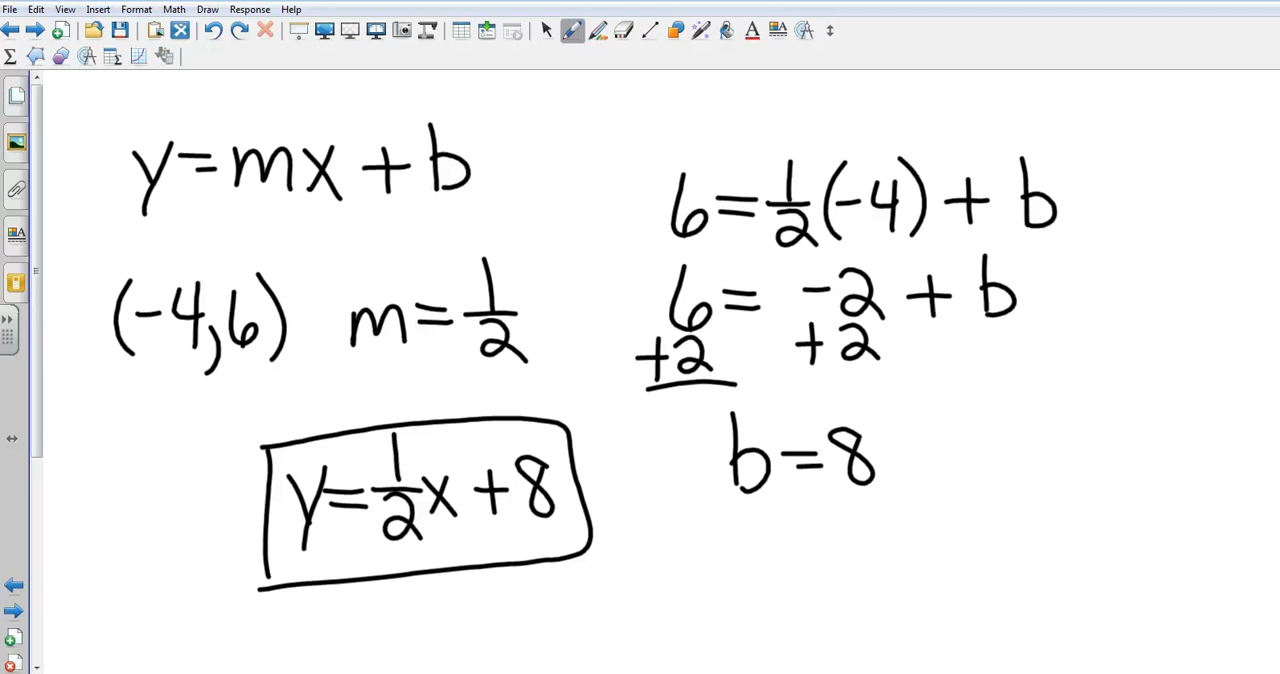 File Edit View Insert Format Math Draw Response Help
y=mx+b
(-4,6) m=1/2
y=1/2x+8
6=1/2(-4)+b
6= -2+b
+2 +2
b=8